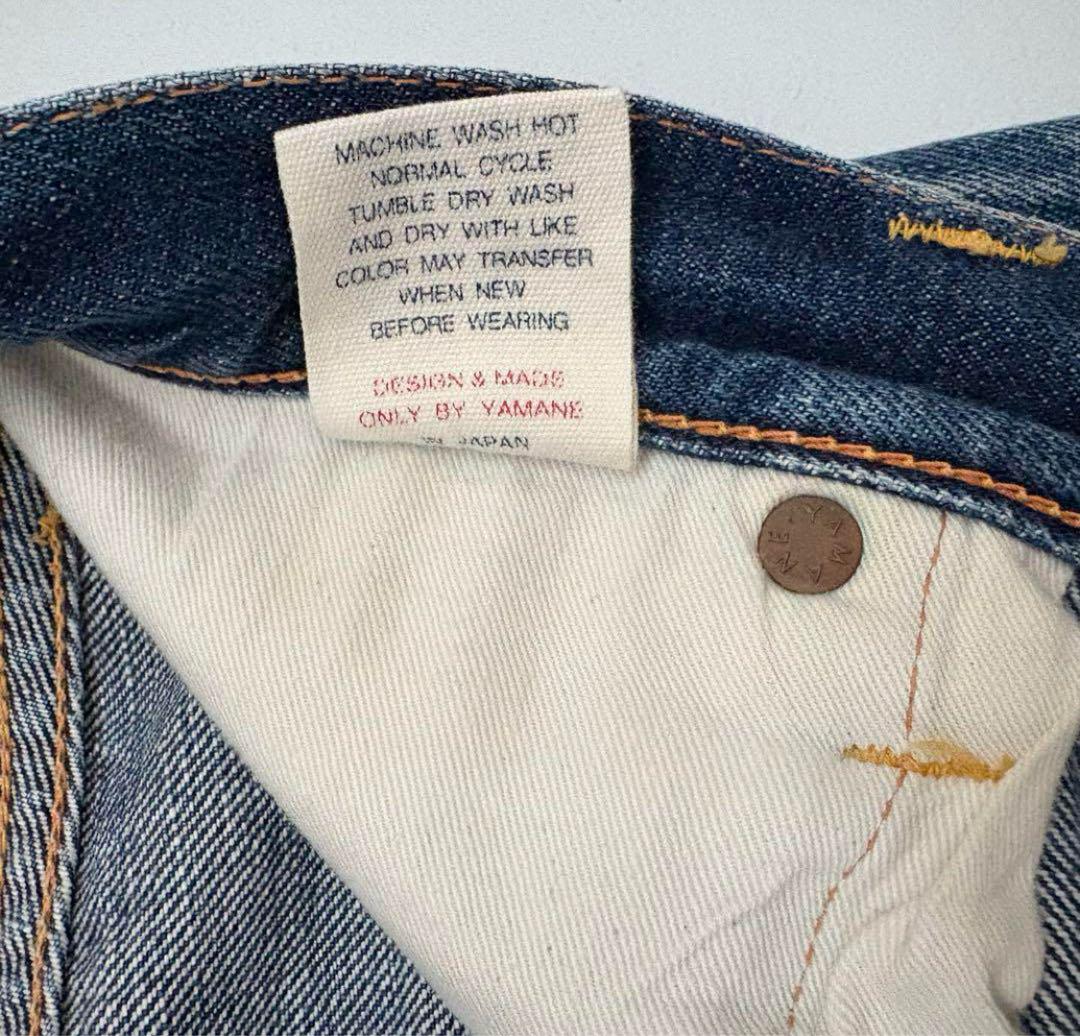 MACHINE WASH HOT
NORMAL CYCLE
TUMBLE DRY WASH
AND DRY WITH LIKE
COLOR MAY TRANSFER
WHEN NEW
BEFORE WEARING
DESIGN & MADE
ONLY BY YAMANE
IN JAPAN
YAMANE